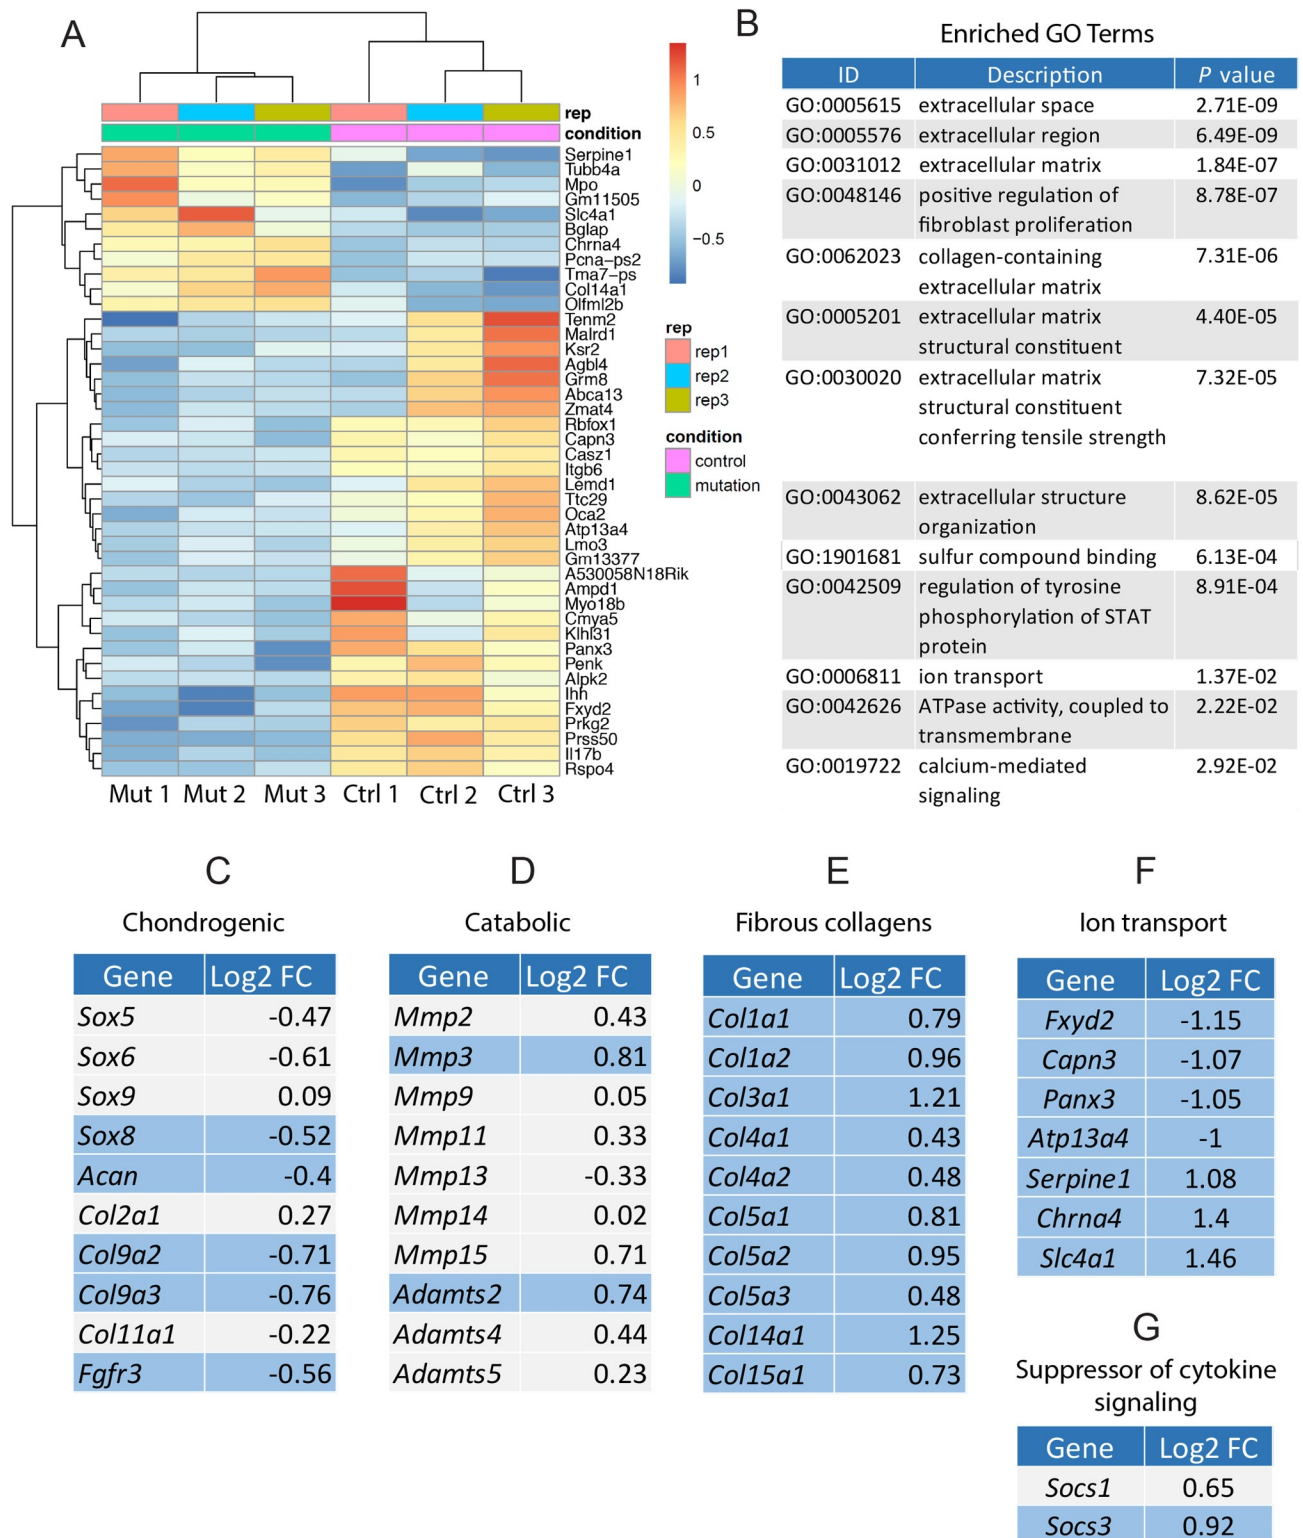 A
1
0.5
0
−0.5
rep
condition
Serpine1
Tubb4a
Mpo
Gm11505
Slc4a1
Bglap
Chrna4
Pcna−ps2
Tma7−ps
Col14a1
Olfml2b
Tenm2
Malrd1
Ksr2
Agbl4
Grm8
Abca13
Zmat4
Rbfox1
Capn3
Casz1
Itgb6
Lemd1
Ttc29
Oca2
Atp13a4
Lmo3
Gm13377
A530058N18Rik
Ampd1
Myo18b
Cmya5
Klhl31
Panx3
Penk
Alpk2
Ihh
Fxyd2
Prkg2
Prss50
Il17b
Rspo4
Mut 1 Mut 2 Mut 3 Ctrl 1 Ctrl 2 Ctrl 3
rep
rep1
rep2
rep3
condition
control
mutation
B
Enriched GO Terms
ID Description P value
GO:0005615 extracellular space 2.71E-09
GO:0005576 extracellular region 6.49E-09
GO:0031012 extracellular matrix 1.84E-07
GO:0048146 positive regulation of 8.78E-07
fibroblast proliferation
GO:0062023 collagen-containing 7.31E-06
extracellular matrix
GO:0005201 extracellular matrix 4.40E-05
structural constituent
GO:0030020 extracellular matrix 7.32E-05
structural constituent
conferring tensile strength
GO:0043062 extracellular structure 8.62E-05
organization
GO:1901681 sulfur compound binding 6.13E-04
GO:0042509 regulation of tyrosine 8.91E-04
phosphorylation of STAT
protein
GO:0006811 ion transport 1.37E-02
GO:0042626 ATPase activity, coupled to 2.22E-02
transmembrane
GO:0019722 calcium-mediated 2.92E-02
signaling
C
Chondrogenic
Gene Log2 FC
Sox5 -0.47
Sox6 -0.61
Sox9 0.09
Sox8 -0.52
Acan -0.4
Col2a1 0.27
Col9a2 -0.71
Col9a3 -0.76
Col11a1 -0.22
Fgfr3 -0.56
D
Catabolic
Gene Log2 FC
Mmp2 0.43
Mmp3 0.81
Mmp9 0.05
Mmp11 0.33
Mmp13 -0.33
Mmp14 0.02
Mmp15 0.71
Adamts2 0.74
Adamts4 0.44
Adamts5 0.23
E
Fibrous collagens
Gene Log2 FC
Col1a1 0.79
Col1a2 0.96
Col3a1 1.21
Col4a1 0.43
Col4a2 0.48
Col5a1 0.81
Col5a2 0.95
Col5a3 0.48
Col14a1 1.25
Col15a1 0.73
F
Ion transport
Gene Log2 FC
Fxyd2 -1.15
Capn3 -1.07
Panx3 -1.05
Atp13a4 -1
Serpine1 1.08
Chrna4 1.4
Slc4a1 1.46
G
Suppressor of cytokine
signaling
Gene Log2 FC
Socs1 0.65
Socs3 0.92